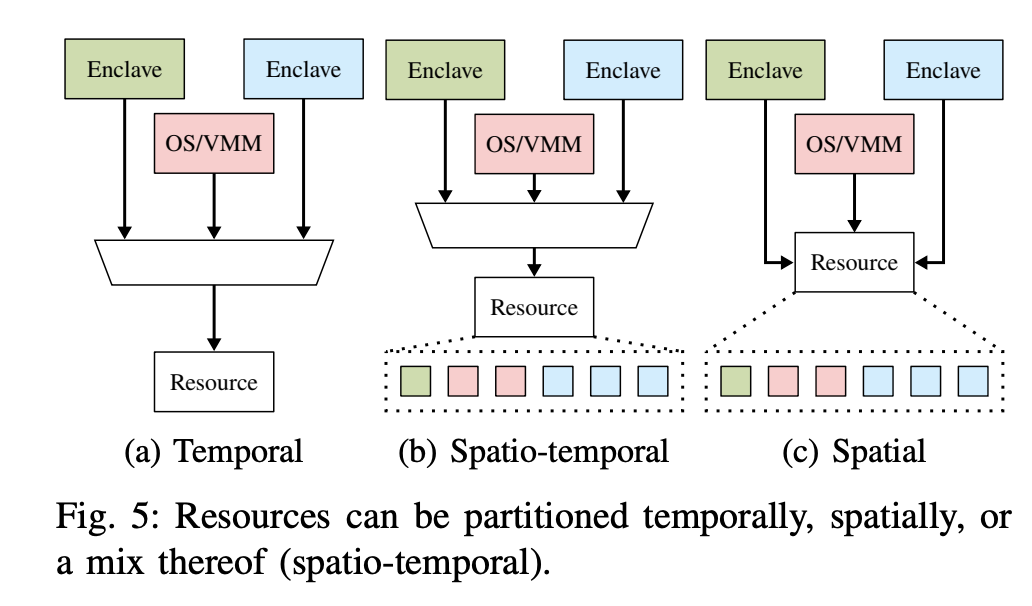 Enclave Enclave Enclave Enclave Enclave Enclave
OS/VMM OS/VMM OS/VMM
Resource
Resource
Resource
(a) Temporal (b) Spatio-temporal (c) Spatial
Fig. 5: Resources can be partitioned temporally, spatially, or
a mix thereof (spatio-temporal).